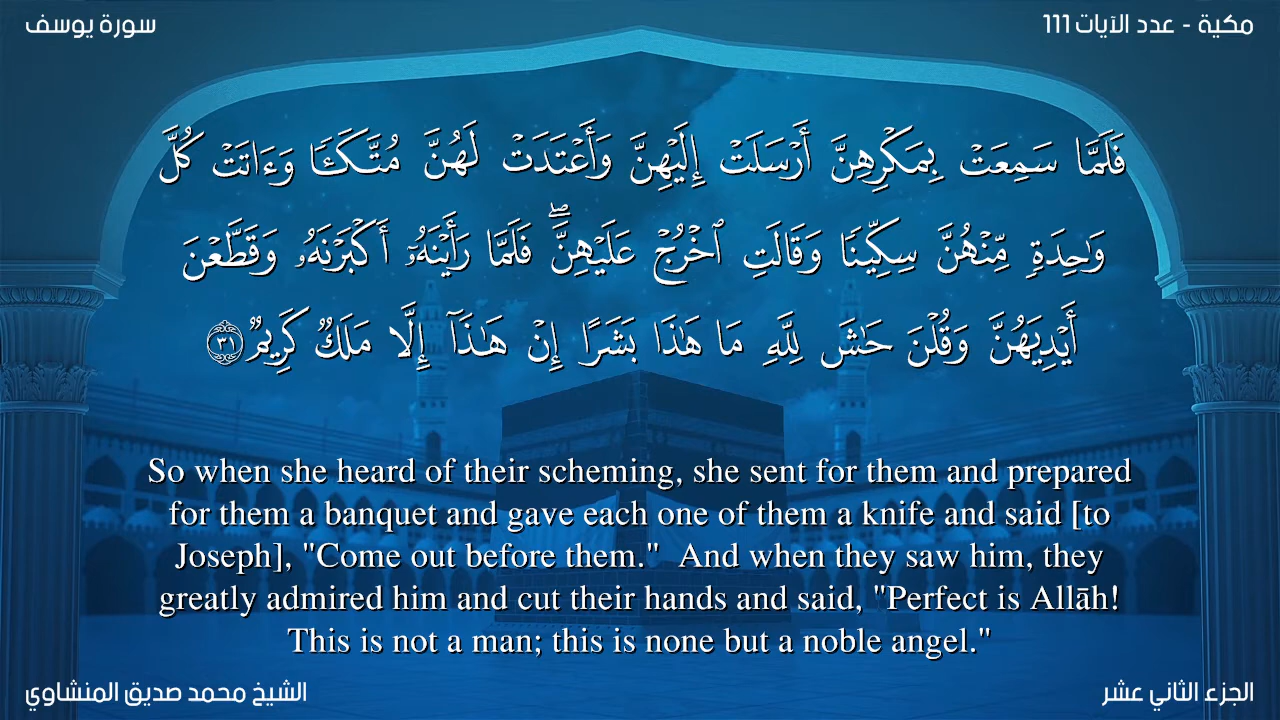 مكية - عدد الآيات 111
سورة يوسف
فَلَمَّا سَمِعَتْ بِمَكْرِهِنَّ أَرْسَلَتْ إِلَيْهِنَّ وَأَعْتَدَتْ لَهُنَّ مُتَّكَـًٔا وَءَاتَتْ كُلَّ
وَٰحِدَةٍ مِّنْهُنَّ سِكِّينًا وَقَالَتِ ٱخْرُجْ عَلَيْهِنَّ ۖ فَلَمَّا رَأَيْنَهُۥٓ أَكْبَرْنَهُۥ وَقَطَّعْنَ
أَيْدِيَهُنَّ وَقُلْنَ حَـٰشَ لِلَّهِ مَا هَـٰذَا بَشَرًا إِنْ هَـٰذَآ إِلَّا مَلَكٌ كَرِيمٌ ٣١
So when she heard of their scheming, she sent for them and prepared
for them a banquet and gave each one of them a knife and said [to
Joseph], "Come out before them."  And when they saw him, they
greatly admired him and cut their hands and said, "Perfect is Allāh!
This is not a man; this is none but a noble angel."
الجزء الثاني عشر
الشيخ محمد صديق المنشاوي